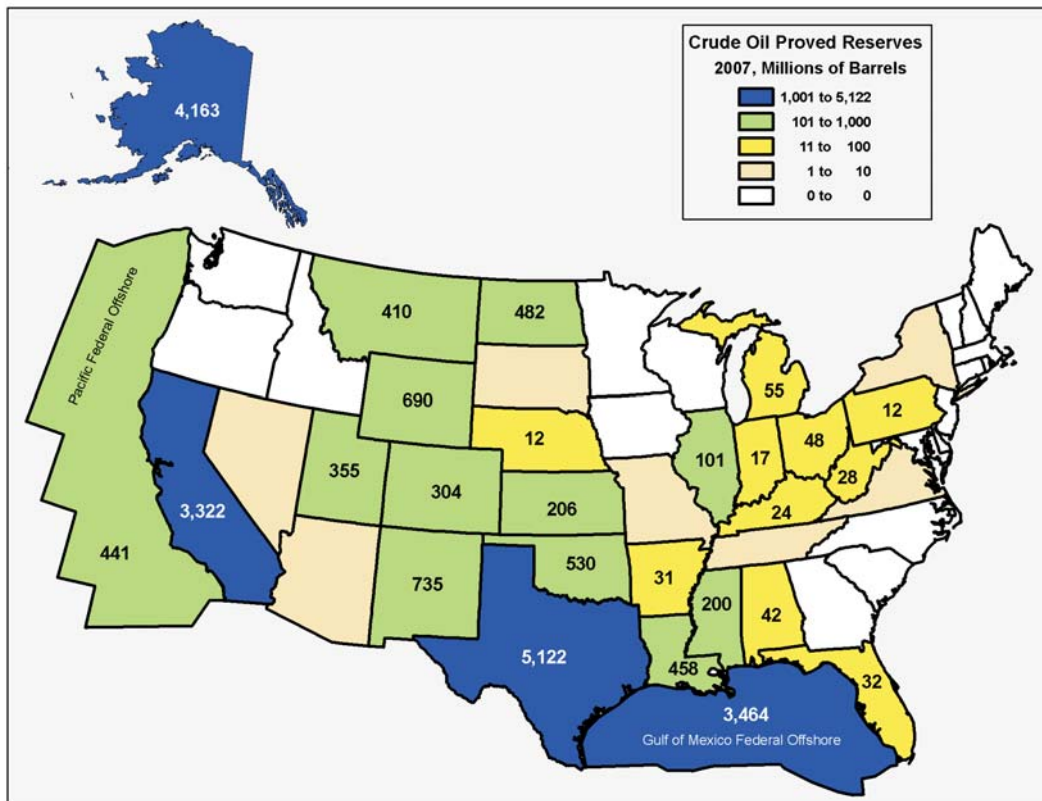 Crude Oil Proved Reserves
2007, Millions of Barrels
1,001 to 5,122
101 to 1,000
11 to 100
1 to 10
0 to 0
4,163
Pacific Federal Offshore
410
482
55
690
12
12
101
17
48
28
355
304
206
24
3,322
441
735
530
31
200
42
5,122
458
32
3,464
Gulf of Mexico Federal Offshore